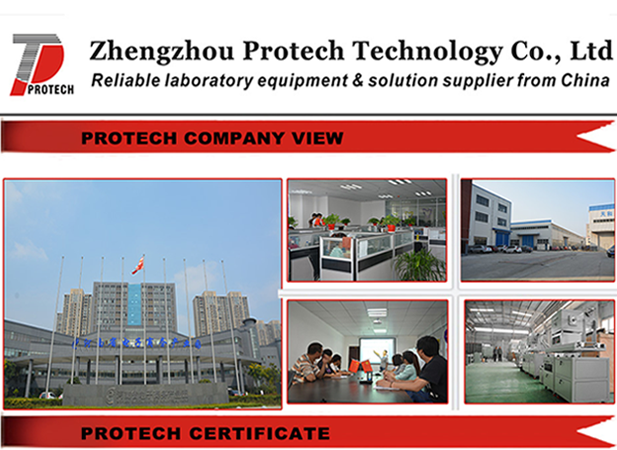 PROTECH
Zhengzhou Protech Technology Co., Ltd
Reliable laboratory equipment & solution supplier from China
PROTECH COMPANY VIEW
PROTECH CERTIFICATE